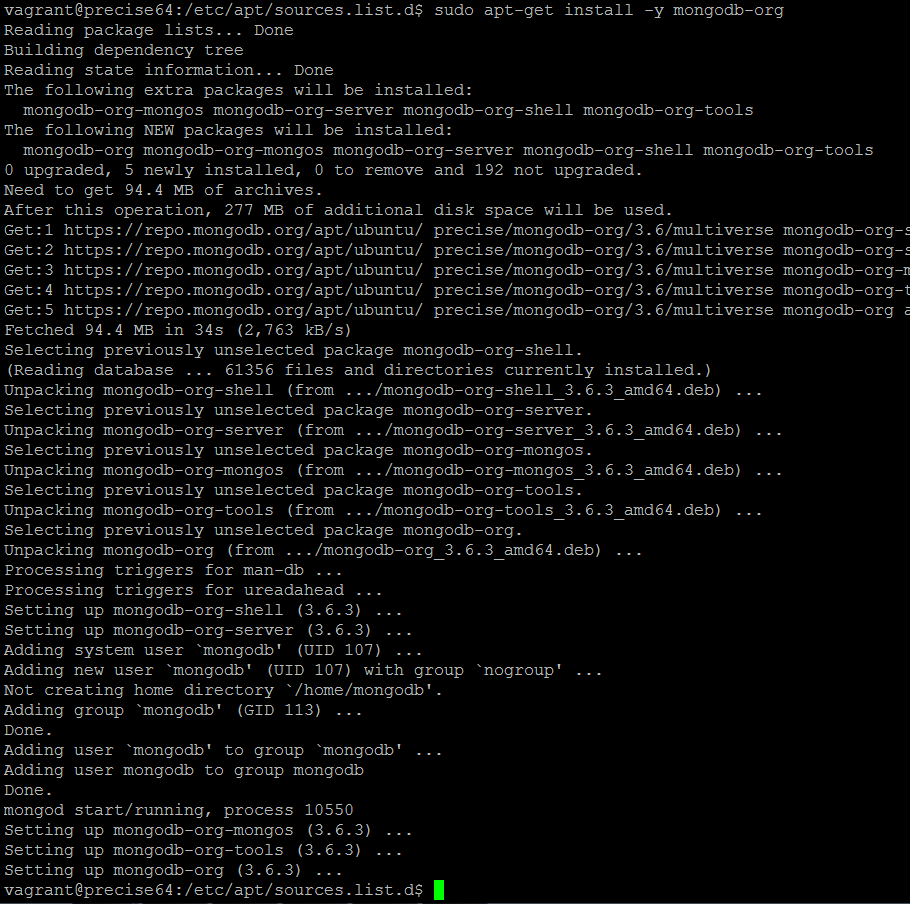 vagrant@precise64:/etc/apt/sources.list.d$ sudo apt-get install -y mongodb-org
Reading package lists... Done
Building dependency tree
Reading state information... Done
The following extra packages will be installed:
  mongodb-org-mongos mongodb-org-server mongodb-org-shell mongodb-org-tools
The following NEW packages will be installed:
  mongodb-org mongodb-org-mongos mongodb-org-server mongodb-org-shell mongodb-org-tools
0 upgraded, 5 newly installed, 0 to remove and 192 not upgraded.
Need to get 94.4 MB of archives.
After this operation, 277 MB of additional disk space will be used.
Get:1 https://repo.mongodb.org/apt/ubuntu/ precise/mongodb-org/3.6/multiverse mongodb-org-s
Get:2 https://repo.mongodb.org/apt/ubuntu/ precise/mongodb-org/3.6/multiverse mongodb-org-s
Get:3 https://repo.mongodb.org/apt/ubuntu/ precise/mongodb-org/3.6/multiverse mongodb-org-m
Get:4 https://repo.mongodb.org/apt/ubuntu/ precise/mongodb-org/3.6/multiverse mongodb-org-t
Get:5 https://repo.mongodb.org/apt/ubuntu/ precise/mongodb-org/3.6/multiverse mongodb-org a
Fetched 94.4 MB in 34s (2,763 kB/s)
Selecting previously unselected package mongodb-org-shell.
(Reading database ... 61356 files and directories currently installed.)
Unpacking mongodb-org-shell (from .../mongodb-org-shell_3.6.3_amd64.deb) ...
Selecting previously unselected package mongodb-org-server.
Unpacking mongodb-org-server (from .../mongodb-org-server_3.6.3_amd64.deb) ...
Selecting previously unselected package mongodb-org-mongos.
Unpacking mongodb-org-mongos (from .../mongodb-org-mongos_3.6.3_amd64.deb) ...
Selecting previously unselected package mongodb-org-tools.
Unpacking mongodb-org-tools (from .../mongodb-org-tools_3.6.3_amd64.deb) ...
Selecting previously unselected package mongodb-org.
Unpacking mongodb-org (from .../mongodb-org_3.6.3_amd64.deb) ...
Processing triggers for man-db ...
Processing triggers for ureadahead ...
Setting up mongodb-org-shell (3.6.3) ...
Setting up mongodb-org-server (3.6.3) ...
Adding system user `mongodb' (UID 107) ...
Adding new user `mongodb' (UID 107) with group `nogroup' ...
Not creating home directory `/home/mongodb'.
Adding group `mongodb' (GID 113) ...
Done.
Adding user `mongodb' to group `mongodb' ...
Adding user mongodb to group mongodb
Done.
mongod start/running, process 10550
Setting up mongodb-org-mongos (3.6.3) ...
Setting up mongodb-org-tools (3.6.3) ...
Setting up mongodb-org (3.6.3) ...
vagrant@precise64:/etc/apt/sources.list.d$